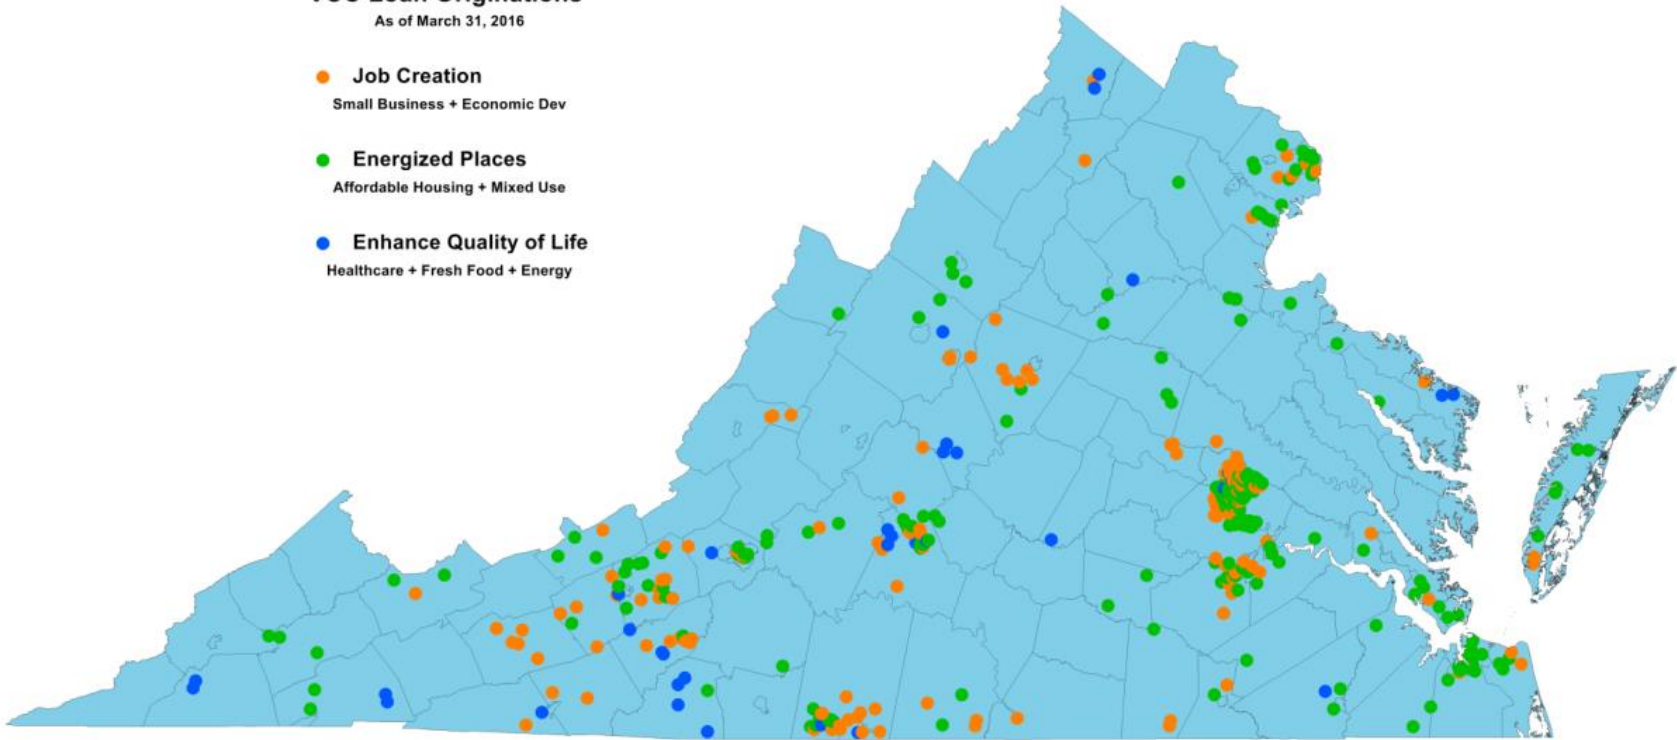 As of March 31, 2016
Job Creation
Small Business + Economic Dev
Energized Places
Affordable Housing + Mixed Use
Enhance Quality of Life
Healthcare + Fresh Food + Energy